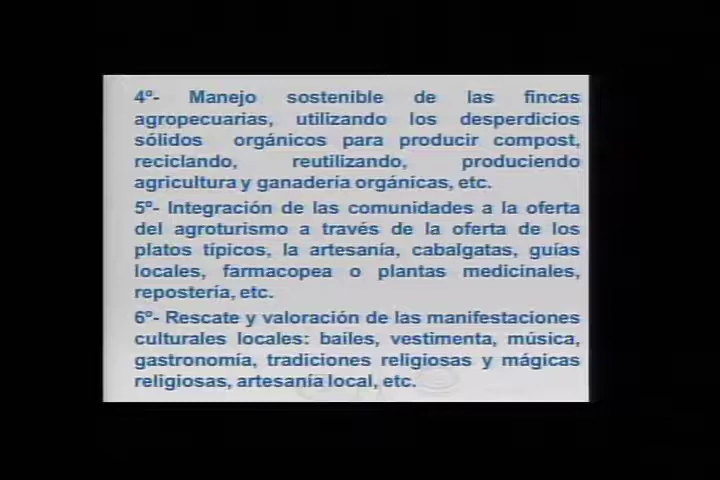 4º- Manejo sostenible de las fincas
agropecuarias, utilizando los desperdicios
sólidos orgánicos para producir compost,
reciclando, reutilizando, produciendo
agricultura y ganadería orgánicas, etc.
5º- Integración de las comunidades a la oferta
del agroturismo a través de la oferta de los
platos típicos, la artesanía, cabalgatas, guías
locales, farmacopea o plantas medicinales,
repostería, etc.
6º- Rescate y valoración de las manifestaciones
culturales locales: bailes, vestimenta, música,
gastronomía, tradiciones religiosas y mágicas
religiosas, artesanía local, etc.